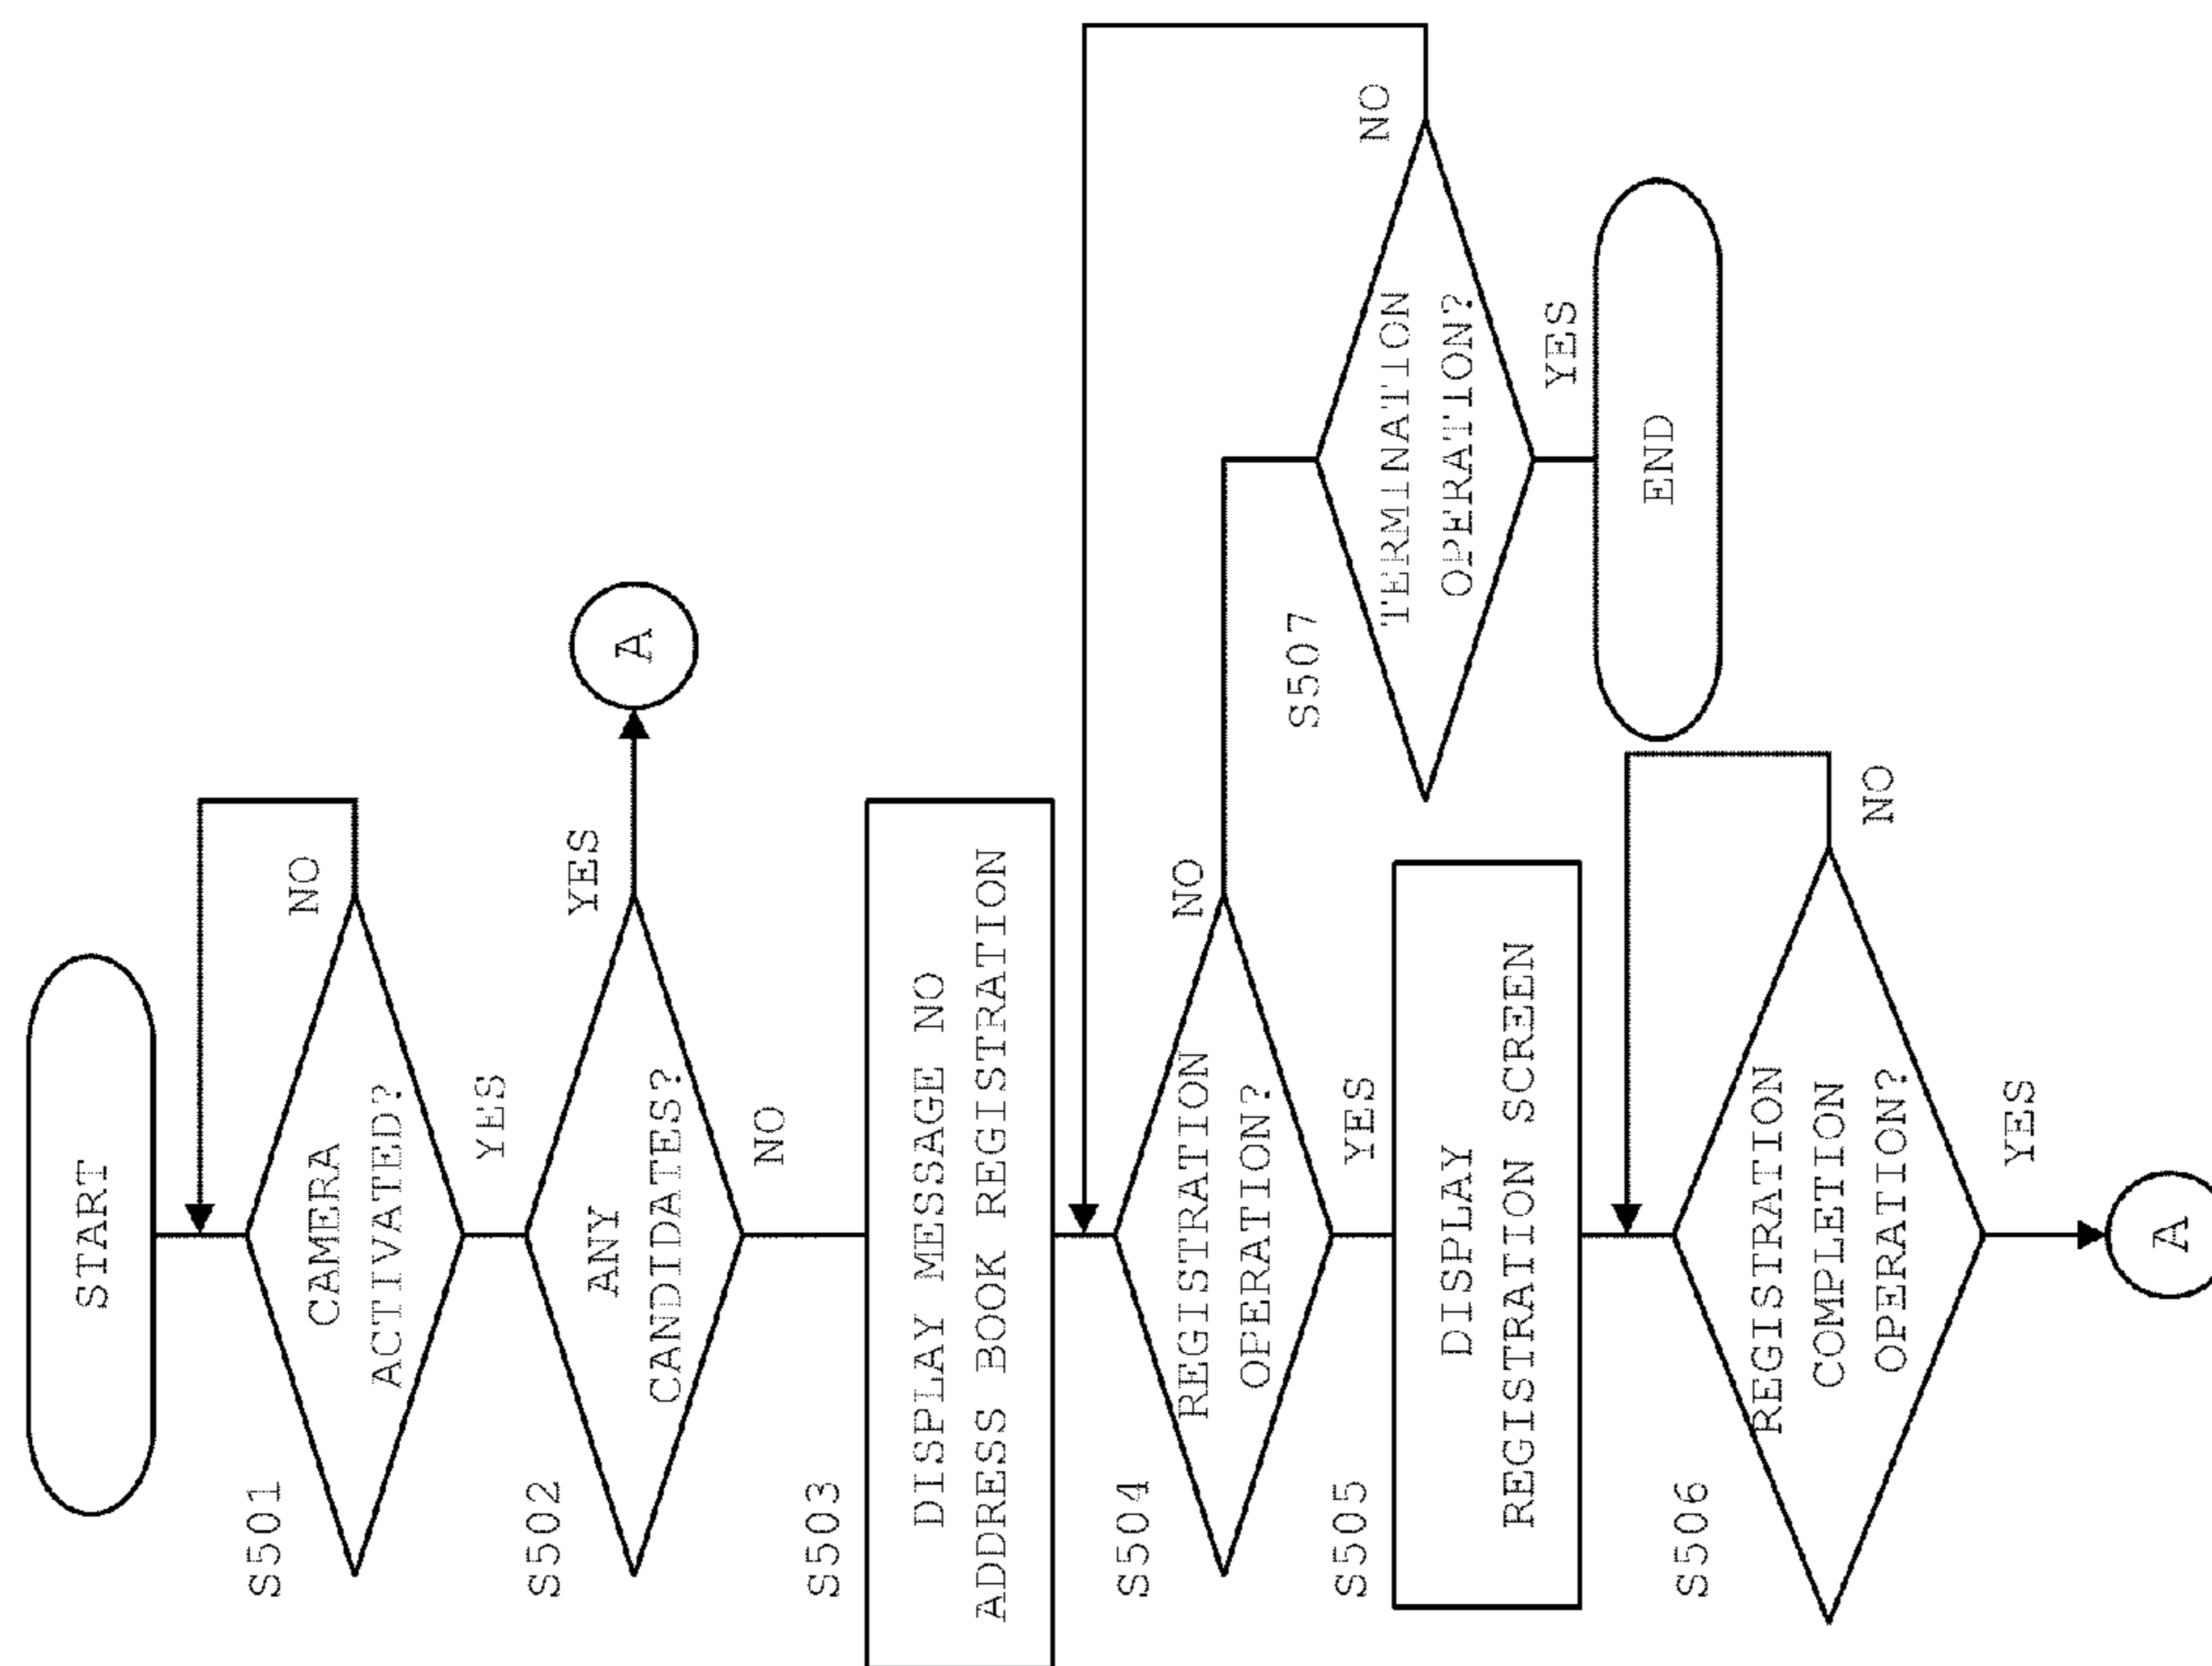 START
S501
CAMERA
ACTIVATED?
NO
YES
S502
ANY
CANDIDATES?
YES
A
NO
S503
DISPLAY MESSAGE NO
ADDRESS BOOK REGISTRATION
S504
REGISTRATION
OPERATION?
NO
YES
S507
TERMINATION
OPERATION?
NO
YES
END
S505
DISPLAY
REGISTRATION SCREEN
S506
REGISTRATION
COMPLETION
OPERATION?
NO
YES
A